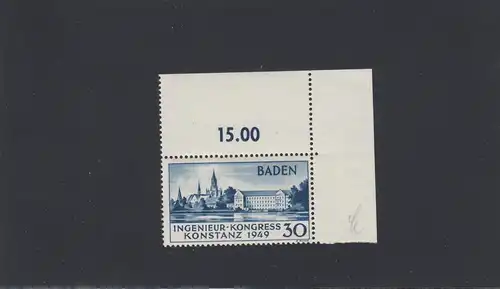 15.00
BADEN
INGENIEUR·KONGRESS
KONSTANZ 1949 30